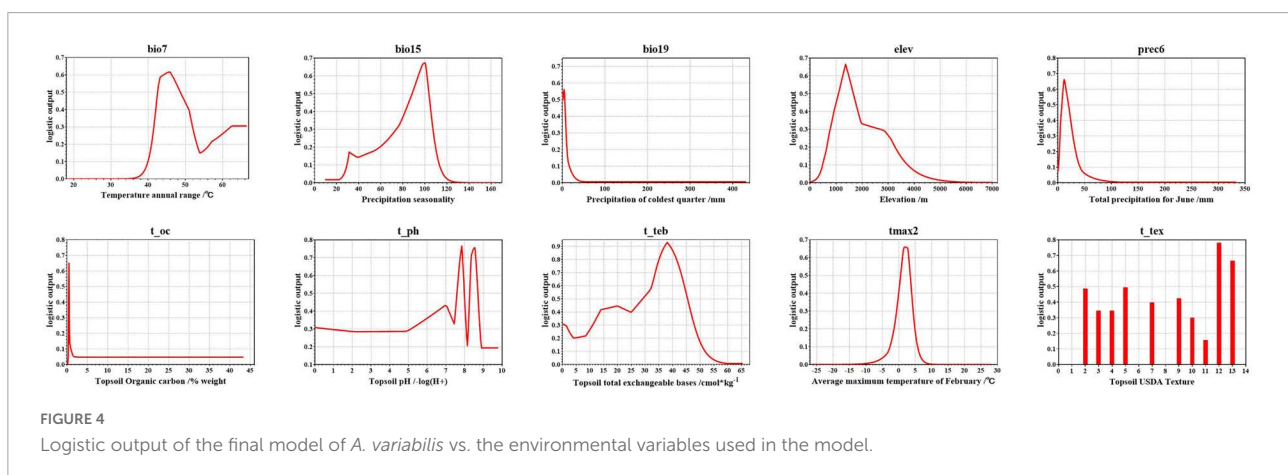 bio7
0.7
0.6
0.5
0.4
0.3
0.2
0.1
0.0
logistic output
20 30 40 50 60
Temperature annual range /℃
bio15
0.7
0.6
0.5
0.4
0.3
0.2
0.1
0.0
logistic output
0 20 40 60 80 100 120 140 160
Precipitation seasonality
bio19
0.7
0.6
0.5
0.4
0.3
0.2
0.1
0.0
logistic output
0 100 200 300 400
Precipitation of coldest quarter /mm
elev
0.7
0.6
0.5
0.4
0.3
0.2
0.1
0.0
logistic output
0 1000 2000 3000 4000 5000 6000 7000
Elevation /m
prec6
0.8
0.7
0.6
0.5
0.4
0.3
0.2
0.1
0.0
logistic output
0 50 100 150 200 250 300 350
Total precipitation for June /mm
t_oc
0.8
0.7
0.6
0.5
0.4
0.3
0.2
0.1
0.0
logistic output
0 5 10 15 20 25 30 35 40 45
Topsoil Organic carbon /% weight
t_ph
0.8
0.7
0.6
0.5
0.4
0.3
0.2
0.1
logistic output
0 1 2 3 4 5 6 7 8 9 10
Topsoil pH /-log(H+)
t_teb
0.9
0.8
0.7
0.6
0.5
0.4
0.3
0.2
0.1
0.0
logistic output
0 5 10 15 20 25 30 35 40 45 50 55 60 65
Topsoil total exchangeable bases /cmol*kg-1
tmax2
0.7
0.6
0.5
0.4
0.3
0.2
0.1
0.0
logistic output
-25 -20 -15 -10 -5 0 5 10 15 20 25 30
Average maximum temperature of February /℃
t_tex
0.8
0.7
0.6
0.5
0.4
0.3
0.2
0.1
0.0
logistic output
0 1 2 3 4 5 6 7 8 9 10 11 12 13 14
Topsoil USDA Texture
FIGURE 4
Logistic output of the final model of A. variabilis vs. the environmental variables used in the model.